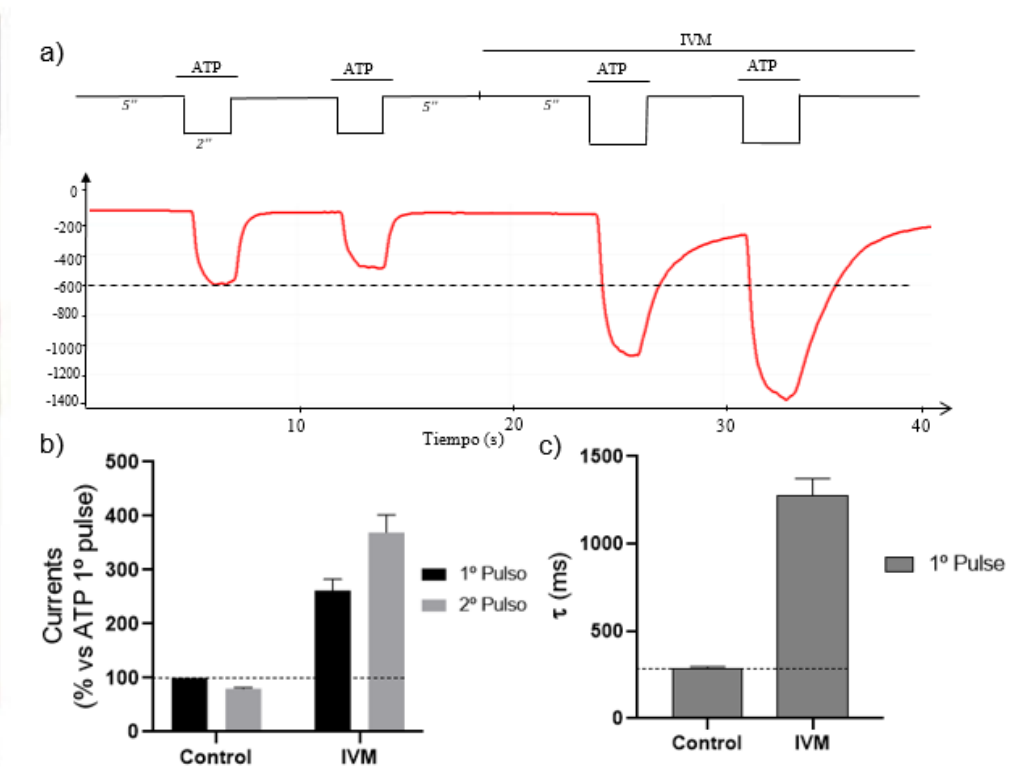 a)
IVM
ATP
ATP
ATP
ATP
5"
5"
5"
2"
0
-200
-400
-600
-800
-1000
-1200
-1400
10
20
30
40
Tiempo (s)
b)
500
400
300
200
100
0
Currents
(% vs ATP 1º pulse)
Control
IVM
1º Pulso
2º Pulso
c)
1500
1000
500
0
τ (ms)
Control
IVM
1º Pulse